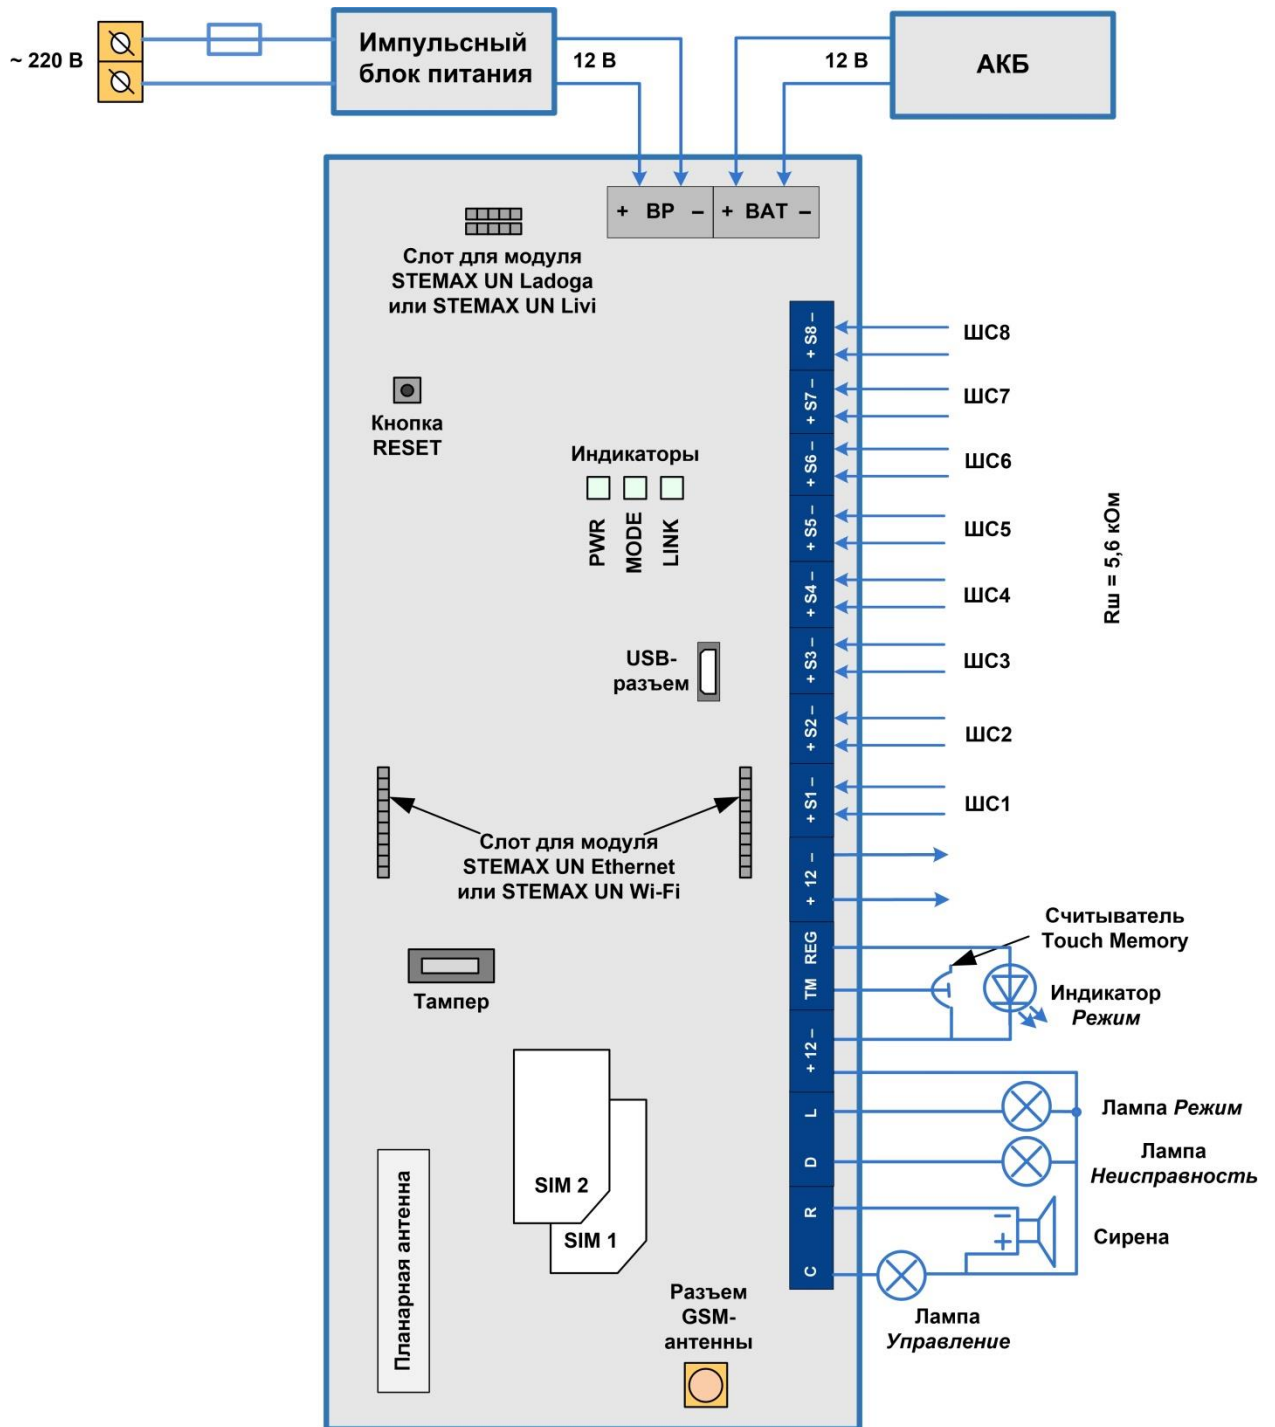 ~ 220 В
Импульсный
блок питания
12 В
12 В
АКБ
+ BP –
+ BAT –
Слот для модуля
STEMAX UN Ladoga
или STEMAX UN Livi
Кнопка
RESET
Индикаторы
PWR
MODE
LINK
USB-
разъем
Слот для модуля
STEMAX UN Ethernet
или STEMAX UN Wi-Fi
Тампер
SIM 2
SIM 1
Планарная антенна
Разъем
GSM-
антенны
+ S8 –
+ S7 –
+ S6 –
+ S5 –
+ S4 –
+ S3 –
+ S2 –
+ S1 –
+ 12 –
REG
TM
+ 12 –
L
D
R
C
ШС8
ШС7
ШС6
ШС5
ШС4
ШС3
ШС2
ШС1
Rш = 5,6 кОм
Считыватель
Touch Memory
Индикатор
Режим
Лампа Режим
Лампа
Неисправность
–
+
Сирена
Лампа
Управление